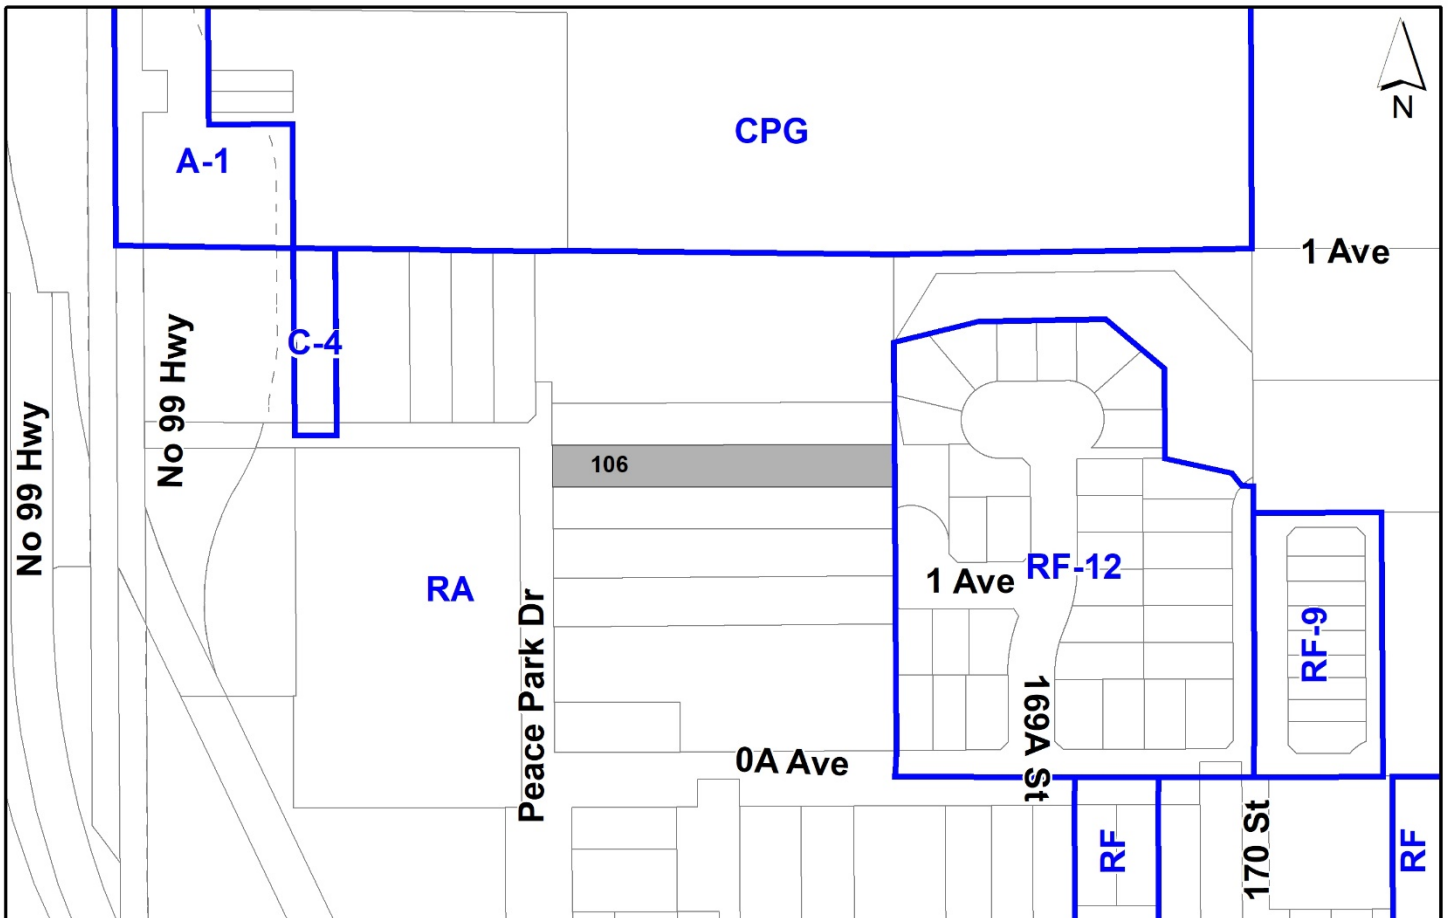 N
CPG
A-1
1 Ave
C-4
No 99 Hwy
No 99 Hwy
106
1 Ave
RF-12
RA
RF-9
Peace Park Dr
169A St
0A Ave
RF
170 St
RF